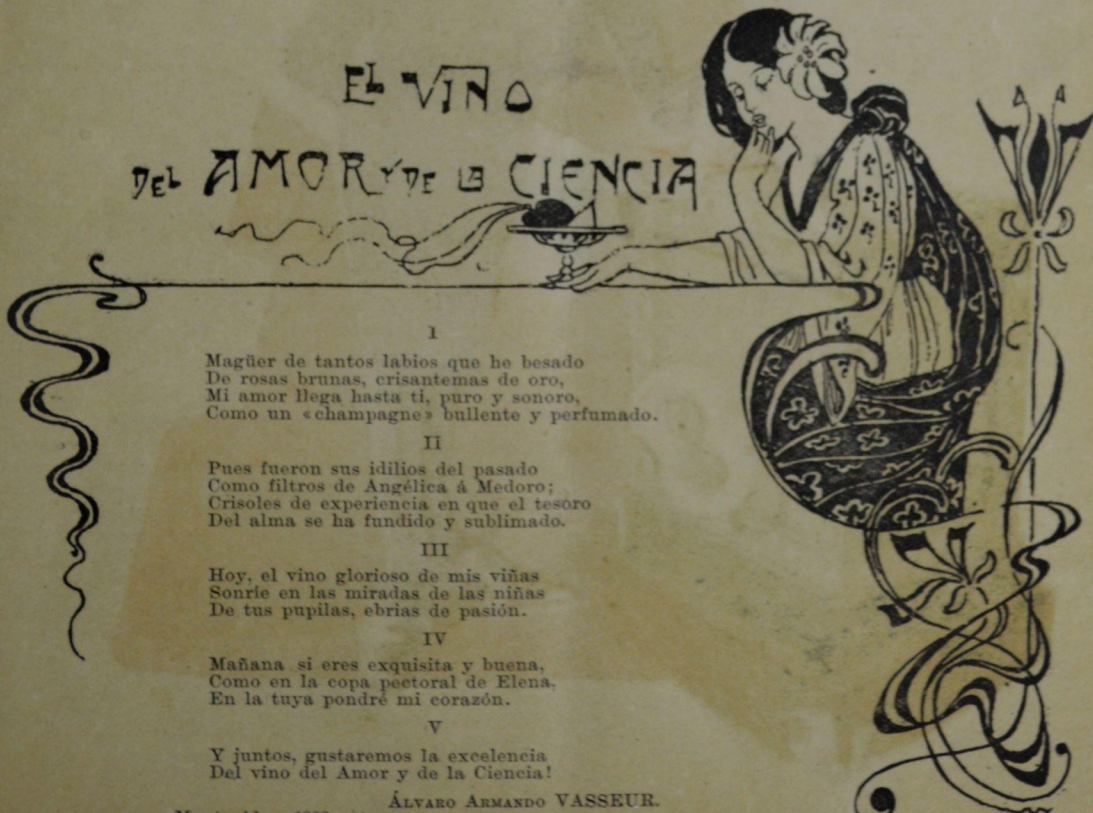 EL VINO
DEL AMOR Y DE LA CIENCIA
I
Magüer de tantos labios que he besado
De rosas brunas, crisantemas de oro,
Mi amor llega hasta ti, puro y sonoro,
Como un «champagne» bullente y perfumado.
II
Pues fueron sus idilios del pasado
Como filtros de Angélica á Medoro;
Crisoles de experiencia en que el tesoro
Del alma se ha fundido y sublimado.
III
Hoy, el vino glorioso de mis viñas
Sonríe en las miradas de las niñas
De tus pupilas, ebrias de pasión.
IV
Mañana si eres exquisita y buena,
Como en la copa pectoral de Elena,
En la tuya pondré mi corazón.
V
Y juntos, gustaremos la excelencia
Del vino del Amor y de la Ciencia!
ÁLVARO ARMANDO VASSEUR.